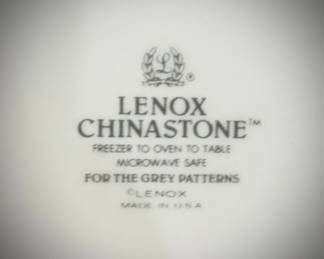 L ®
LENOX
CHINASTONE™
FREEZER TO OVEN TO TABLE
MICROWAVE SAFE
FOR THE GREY PATTERNS
©LENOX
MADE IN U.S.A